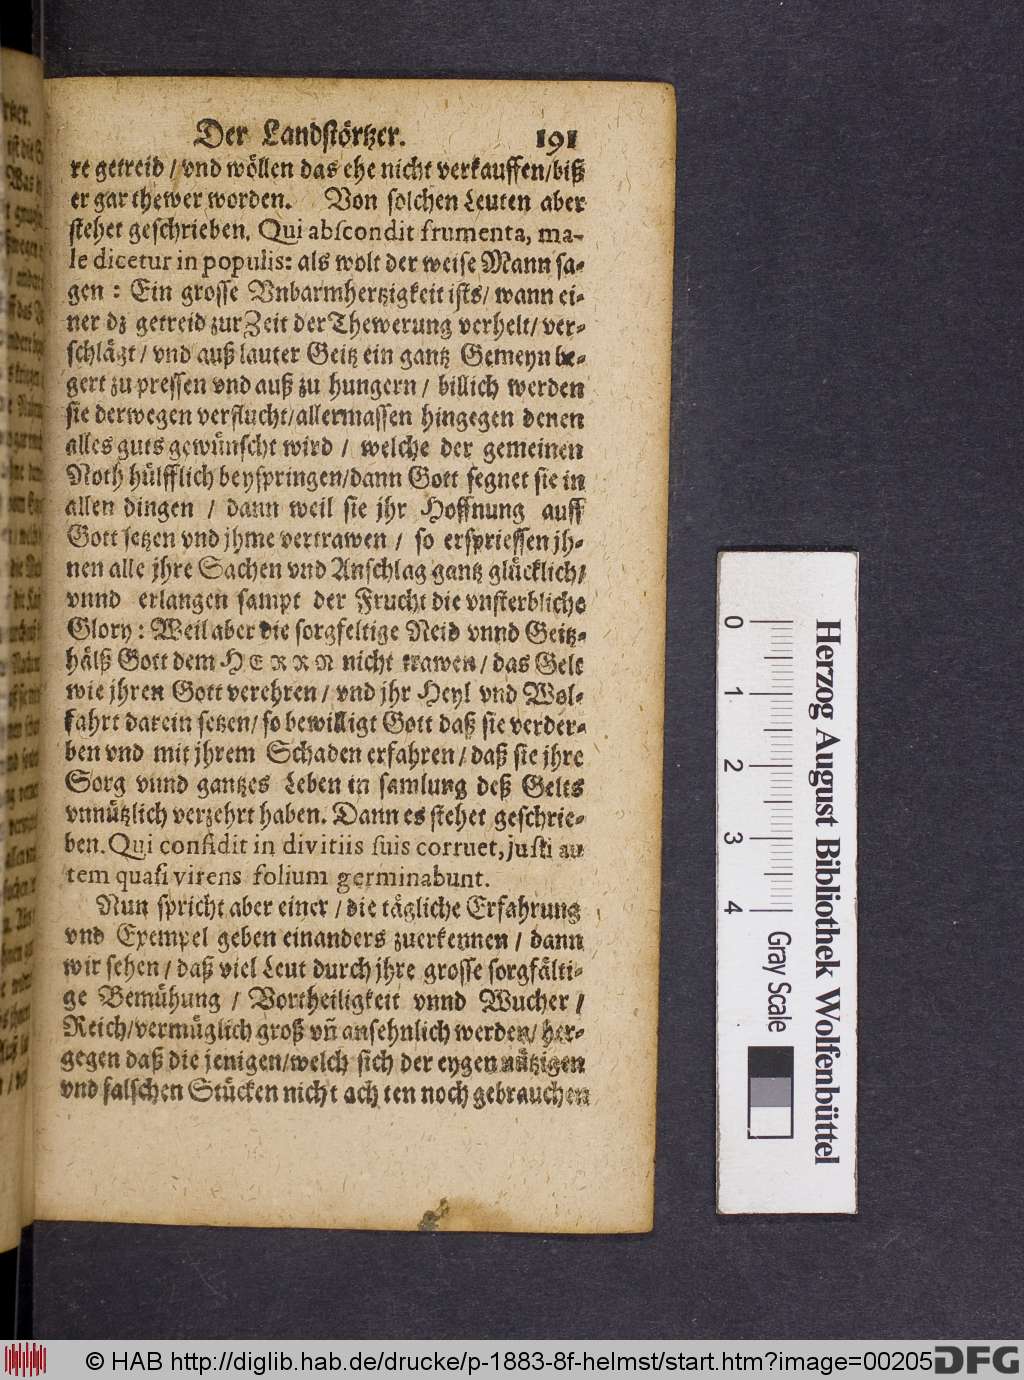 Der Landstörtzer. 191
re getreid / vnd wöllen das ehe nicht verkauffen/biß
er gar thewer worden. Von solchen Leuten aber
stehet geschrieben. Qui abscondit frumenta, ma-
le dicetur in populis: als wolt der weise Mann sa-
gen : Ein grosse Vnbarmhertzigkeit ists/ wann ei-
ner dz getreid zur Zeit der Thewerung verhelt/ ver-
schlägt / vnd auß lauter Geitz ein gantz Gemeyn be-
gert zu pressen vnd auß zu hungern / billich werden
sie derwegen verflucht/allermassen hingegen denen
alles guts gewünscht wird / welche der gemeinen
Noth hülfflich beyspringen/dann Gott segnet sie in
allen dingen / dann weil sie jhr Hoffnung auff
Gott setzen vnd jhme vertrawen / so erspriessen jh-
nen alle jhre Sachen vnd Anschlag gantz glücklich/
vnnd erlangen sampt der Frucht die vnsterbliche
Glory : Weil aber die sorgfeltige Neid vnnd Geitz-
hälß Gott dem HERRN nicht trawen / das Gelt
wie jhren Gott verehren / vnd jhr Heyl vnd Wol-
fahrt darein setzen/ so bewilligt Gott daß sie verder-
ben vnd mit jhrem Schaden erfahren / daß sie jhre
Sorg vnnd gantzes Leben in samlung deß Gelts
vnnützlich verzehrt haben. Dann es stehet geschrie-
ben. Qui confidit in divitiis suis corruet, justi au
tem quasi virens folium germinabunt.
Nun spricht aber einer / die tägliche Erfahrung
vnd Exempel geben einanders zuerkennen / dann
wir sehen / daß viel Leut durch jhre grosse sorgfälti-
ge Bemühung / Vortheiligkeit vnnd Wucher /
Reich/vermüglich groß vñ ansehnlich werden/ her-
gegen daß die jenigen/welch sich der eygennützigen
vnd falschen Stücken nicht achten noch gebrauchen
0 1 2 3 4
Gray Scale
Herzog August Bibliothek Wolfenbüttel
© HAB http://diglib.hab.de/drucke/p-1883-8f-helmst/start.htm?image=00205
DFG